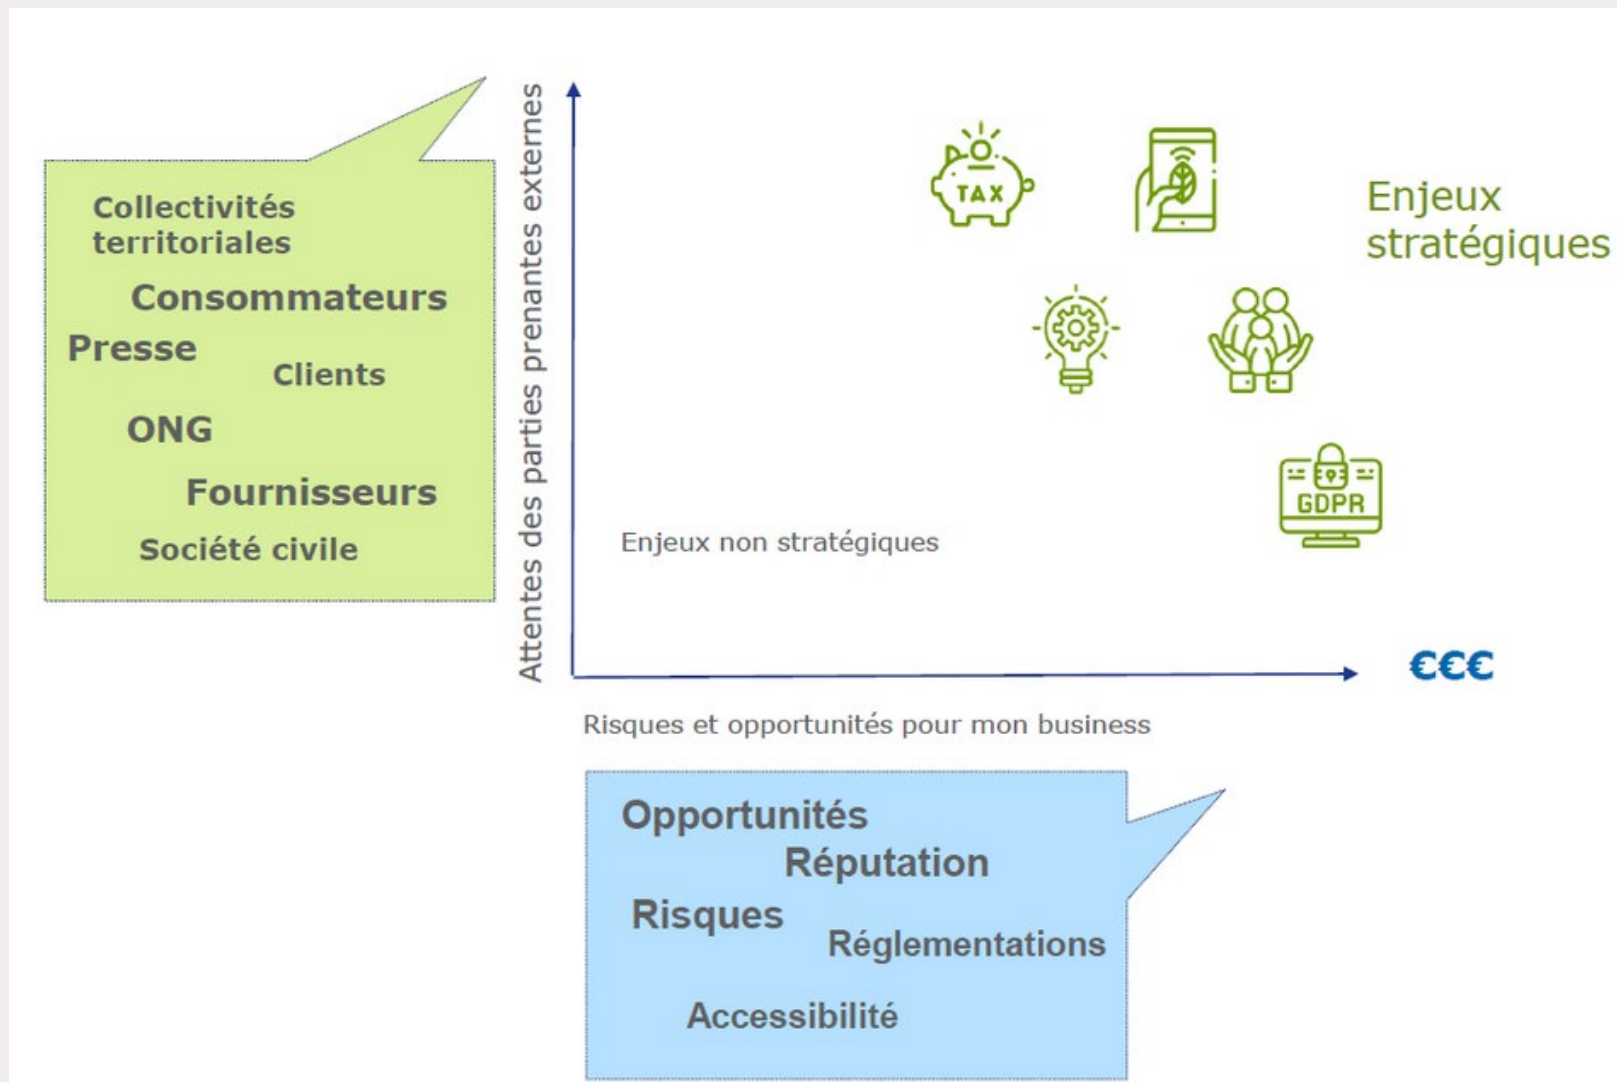 Collectivités
territoriales
Consommateurs
Presse
Clients
ONG
Fournisseurs
Société civile
Attentes des parties prenantes externes
TAX
Enjeux
stratégiques
GDPR
Enjeux non stratégiques
€€€
Risques et opportunités pour mon business
Opportunités
Réputation
Risques
Réglementations
Accessibilité